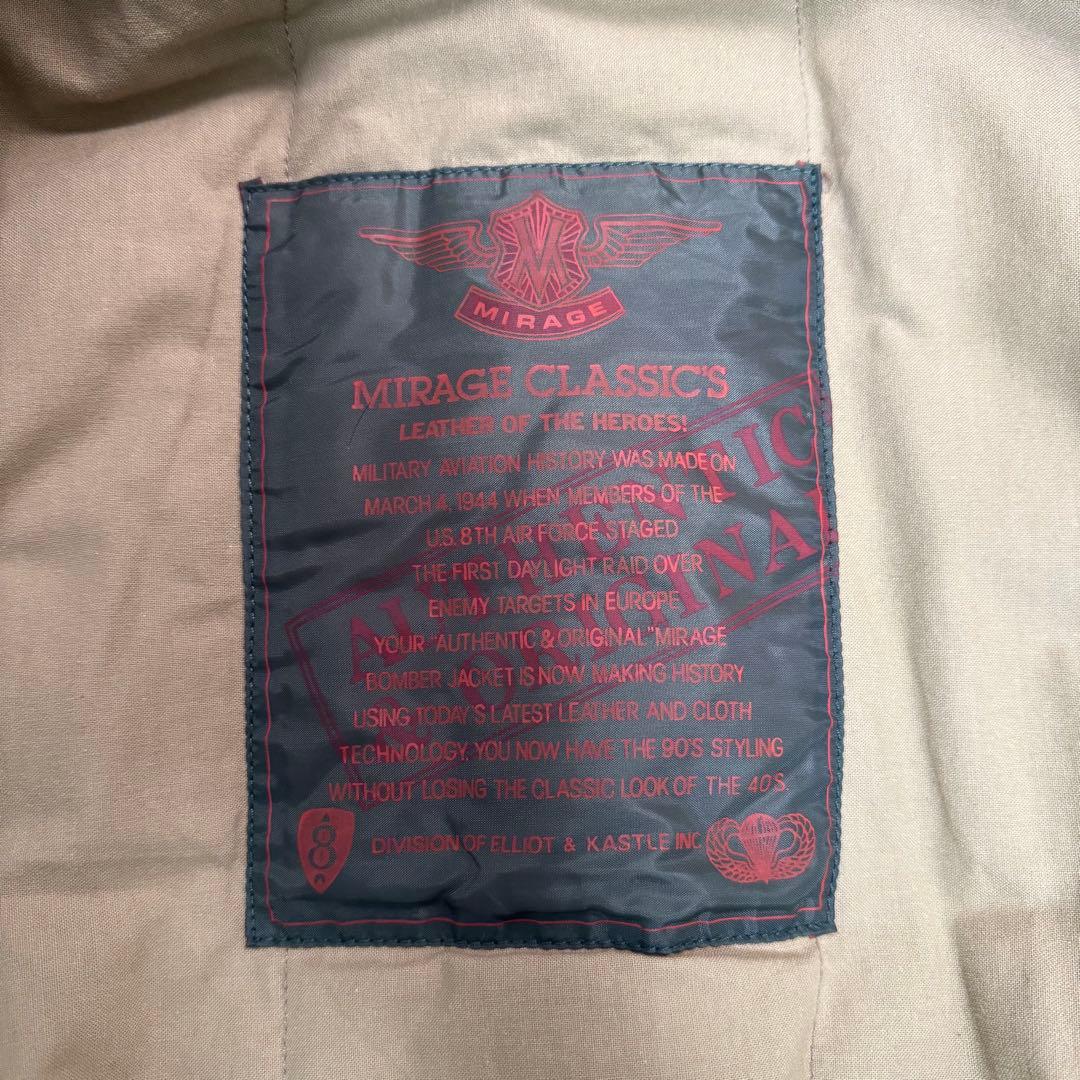 M
MIRAGE
MIRAGE CLASSIC'S
LEATHER OF THE HEROES!
MILITARY AVIATION HISTORY WAS MADE ON
MARCH 4, 1944 WHEN MEMBERS OF THE
U.S. 8TH AIR FORCE STAGED
THE FIRST DAYLIGHT RAID OVER
ENEMY TARGETS IN EUROPE
YOUR "AUTHENTIC & ORIGINAL" MIRAGE
BOMBER JACKET IS NOW MAKING HISTORY
USING TODAY'S LATEST LEATHER AND CLOTH
TECHNOLOGY. YOU NOW HAVE THE 90'S STYLING
WITHOUT LOSING THE CLASSIC LOOK OF THE 40S.
AUTHENTIC
& ORIGINAL
8
DIVISION OF ELLIOT & KASTLE INC